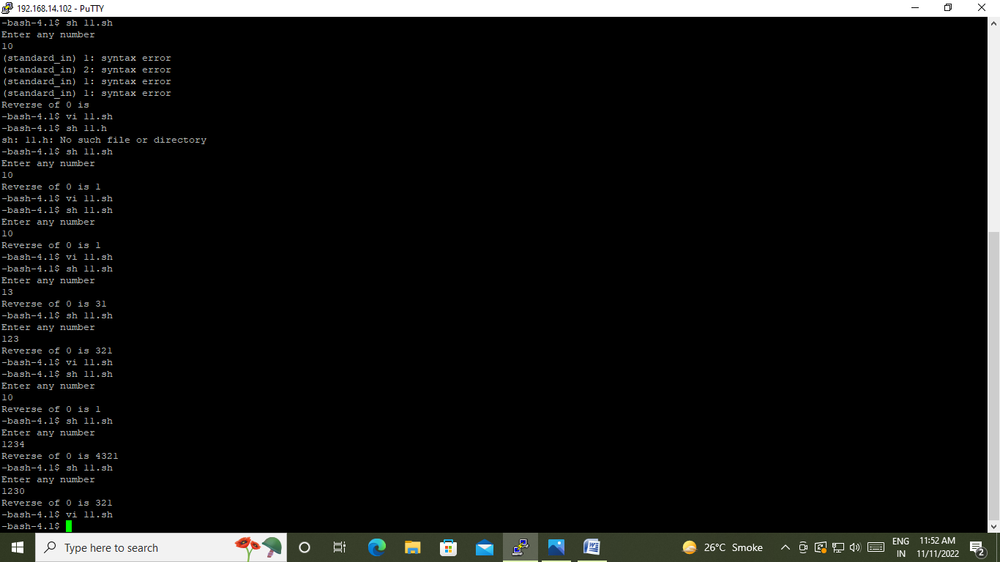 192.168.14.102 - PuTTY
-bash-4.1$ sh 11.sh
Enter any number
10
(standard_in) 1: syntax error
(standard_in) 2: syntax error
(standard_in) 1: syntax error
(standard_in) 1: syntax error
Reverse of 0 is
-bash-4.1$ vi 11.sh
-bash-4.1$ sh 11.h
sh: 11.h: No such file or directory
-bash-4.1$ sh 11.sh
Enter any number
10
Reverse of 0 is 1
-bash-4.1$ vi 11.sh
-bash-4.1$ sh 11.sh
Enter any number
10
Reverse of 0 is 1
-bash-4.1$ vi 11.sh
-bash-4.1$ sh 11.sh
Enter any number
13
Reverse of 0 is 31
-bash-4.1$ sh 11.sh
Enter any number
123
Reverse of 0 is 321
-bash-4.1$ vi 11.sh
-bash-4.1$ sh 11.sh
Enter any number
10
Reverse of 0 is 1
-bash-4.1$ sh 11.sh
Enter any number
1234
Reverse of 0 is 4321
-bash-4.1$ sh 11.sh
Enter any number
1230
Reverse of 0 is 321
-bash-4.1$ vi 11.sh
-bash-4.1$
Type here to search
26°C Smoke
ENG
IN
11:52 AM
11/11/2022
2